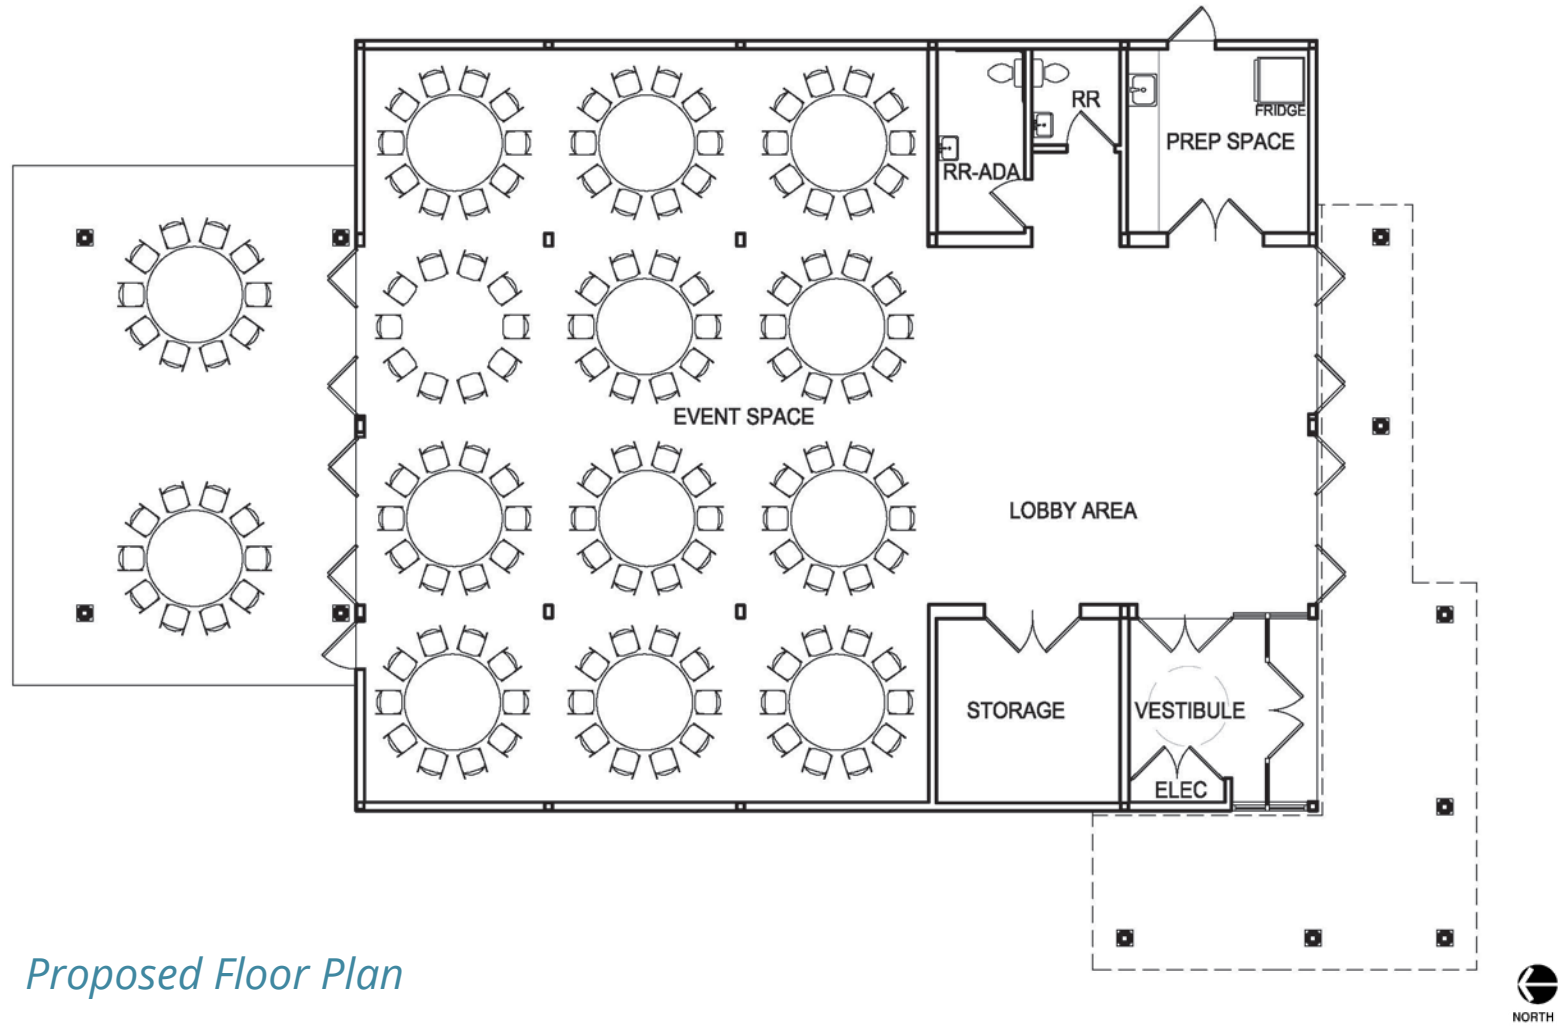 RR
FRIDGE
PREP SPACE
RR-ADA
EVENT SPACE
LOBBY AREA
STORAGE
VESTIBULE
ELEC
Proposed Floor Plan
NORTH